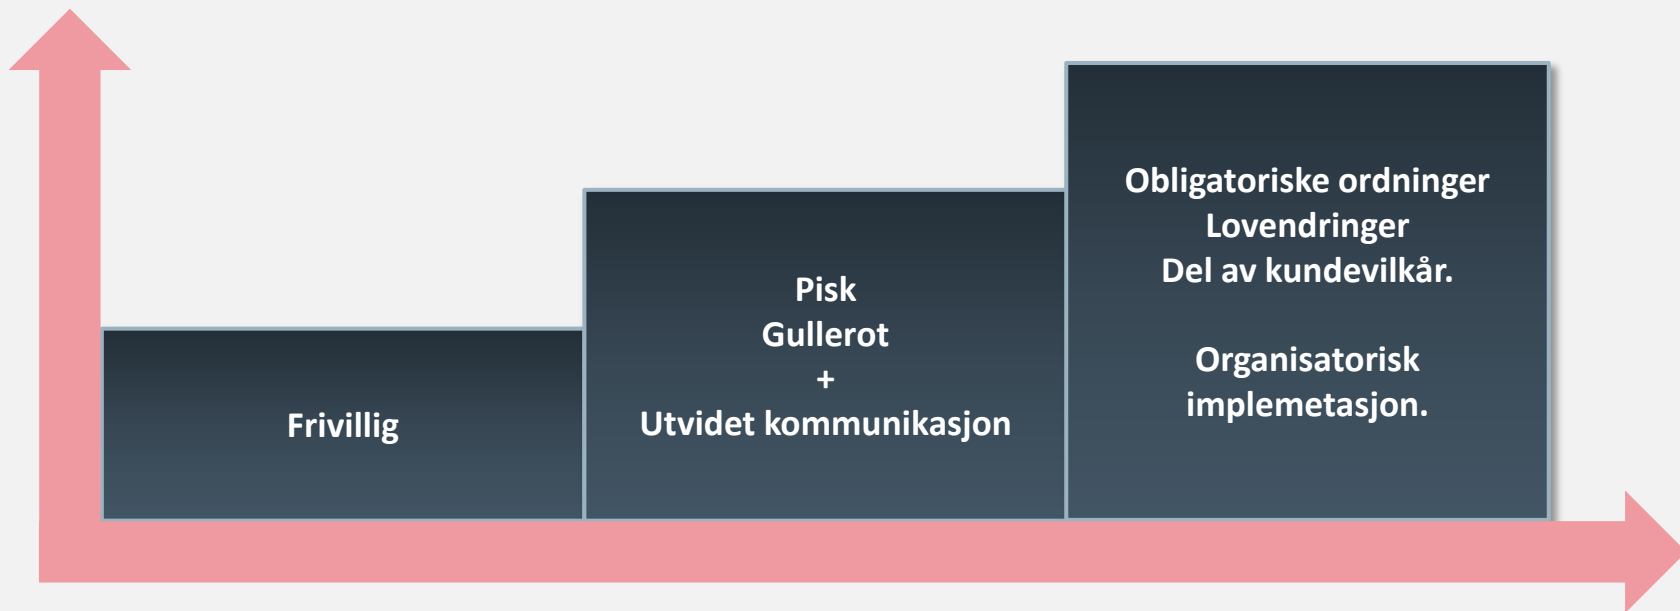 Frivillig
Pisk
Gullerot
+
Utvidet kommunikasjon
Obligatoriske ordninger
Lovendringer
Del av kundevilkår.
Organisatorisk
implemetasjon.